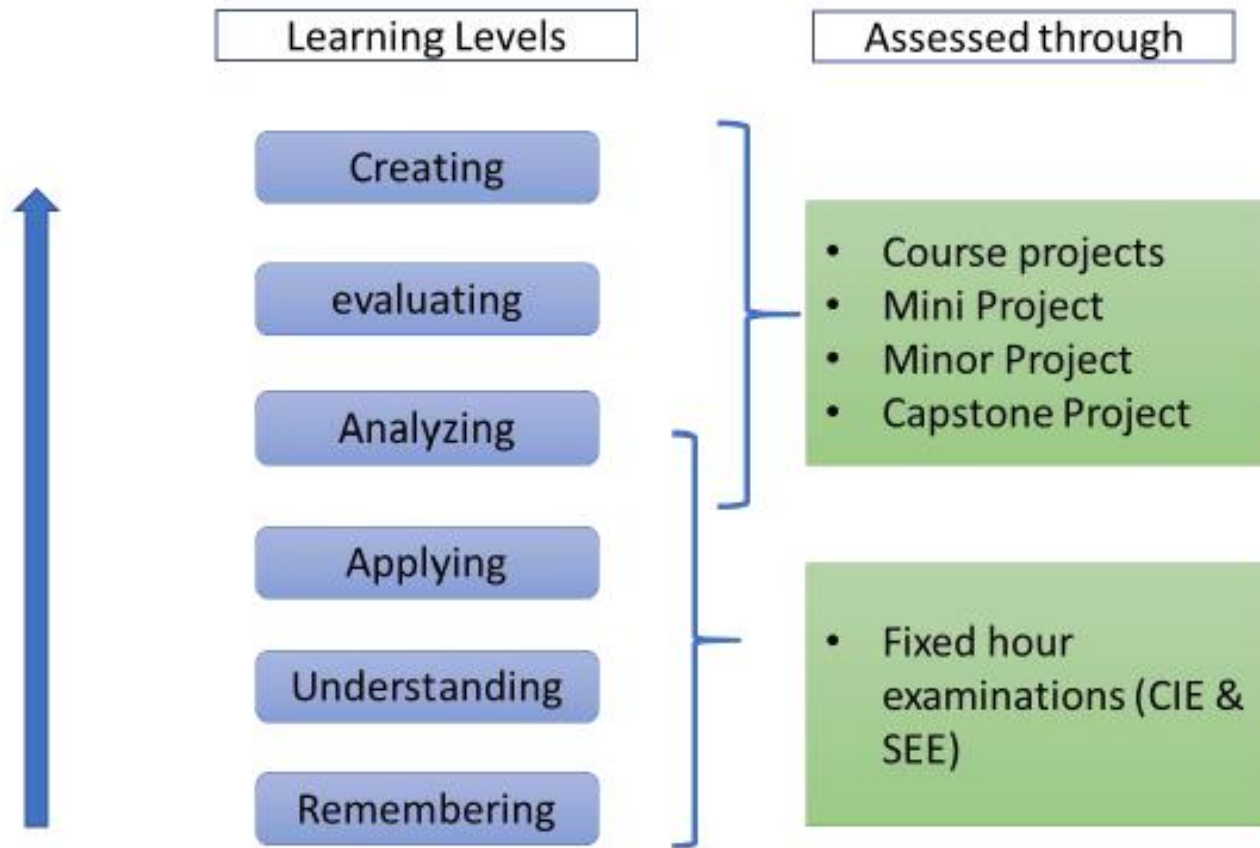 Learning Levels
Assessed through
Creating
evaluating
Analyzing
Applying
Understanding
Remembering
• Course projects
• Mini Project
• Minor Project
• Capstone Project
• Fixed hour
examinations (CIE &
SEE)